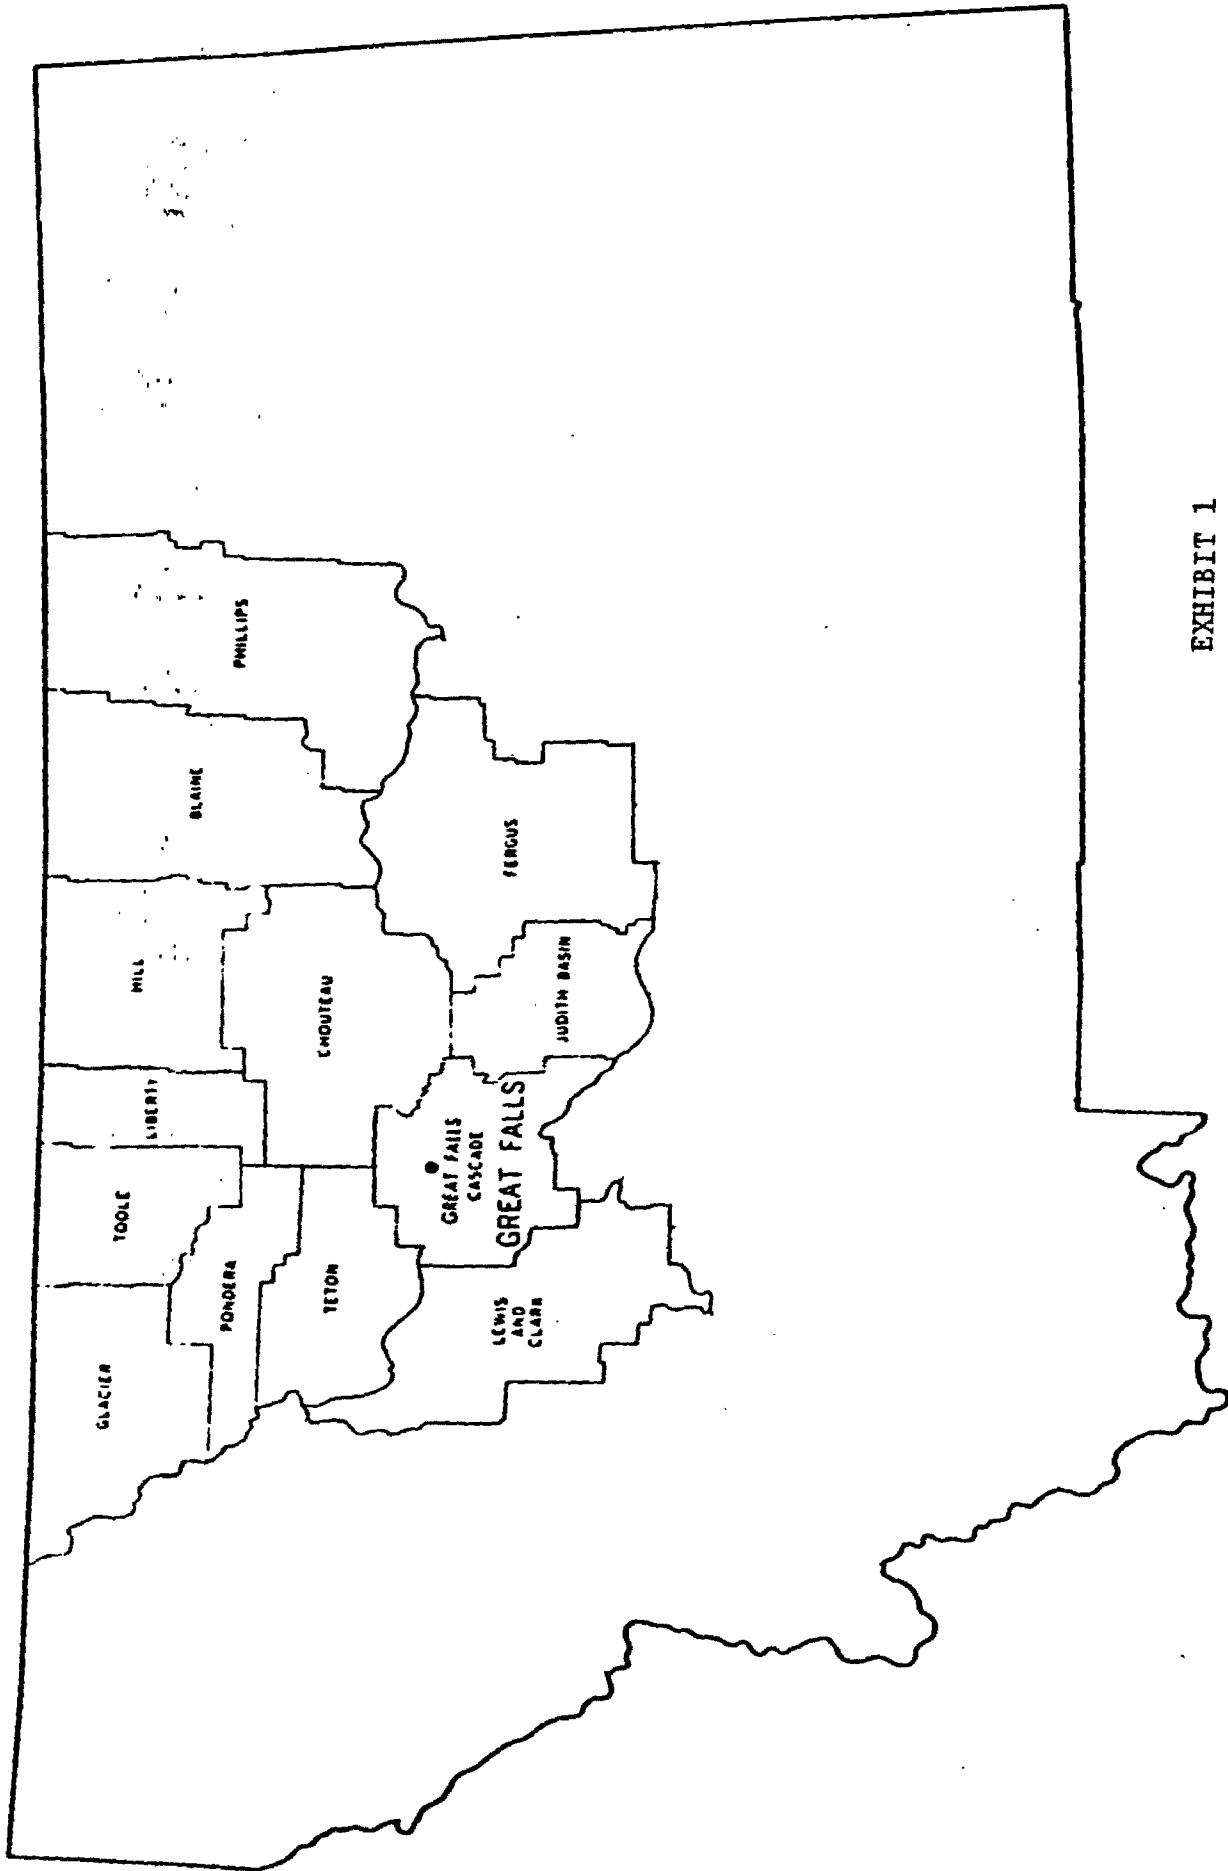 GLACIER
TOOLE
LIBERTY
HILL
BLAINE
PHILLIPS
PONDERA
TETON
CHOUTEAU
GREAT FALLS
CASCADE
GREAT FALLS
LEWIS
AND
CLARK
JUDITH BASIN
FERGUS
EXHIBIT 1